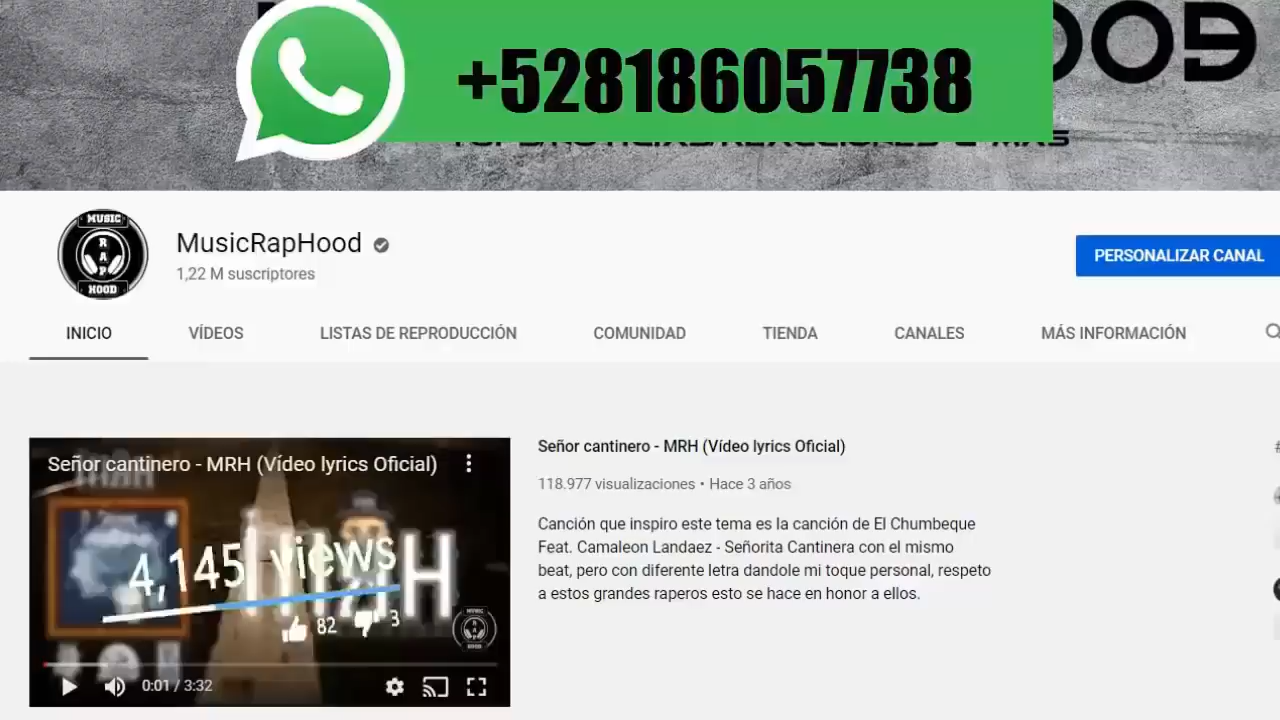 OOD
+528186057738
MUSIC
RAP
HOOD
MusicRapHood
1,22 M suscriptores
PERSONALIZAR CANAL
INICIO
VÍDEOS
LISTAS DE REPRODUCCIÓN
COMUNIDAD
TIENDA
CANALES
MÁS INFORMACIÓN
Señor cantinero - MRH (Vídeo lyrics Oficial)
4,145 views
82
3
0:01 / 3:32
Señor cantinero - MRH (Vídeo lyrics Oficial)
118.977 visualizaciones • Hace 3 años
Canción que inspiro este tema es la canción de El Chumbeque
Feat. Camaleon Landaez - Señorita Cantinera con el mismo
beat, pero con diferente letra dandole mi toque personal, respeto
a estos grandes raperos esto se hace en honor a ellos.